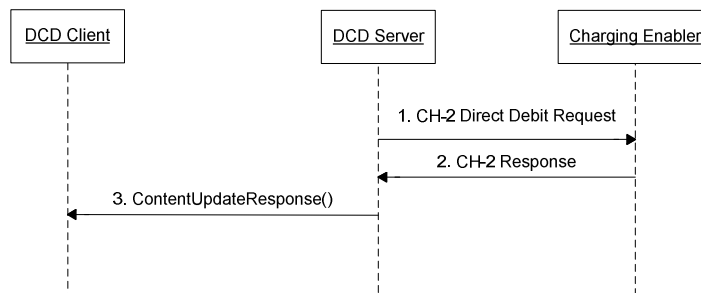 DCD Client
DCD Server
Charging Enabler
1. CH-2 Direct Debit Request
2. CH-2 Response
3. ContentUpdateResponse()